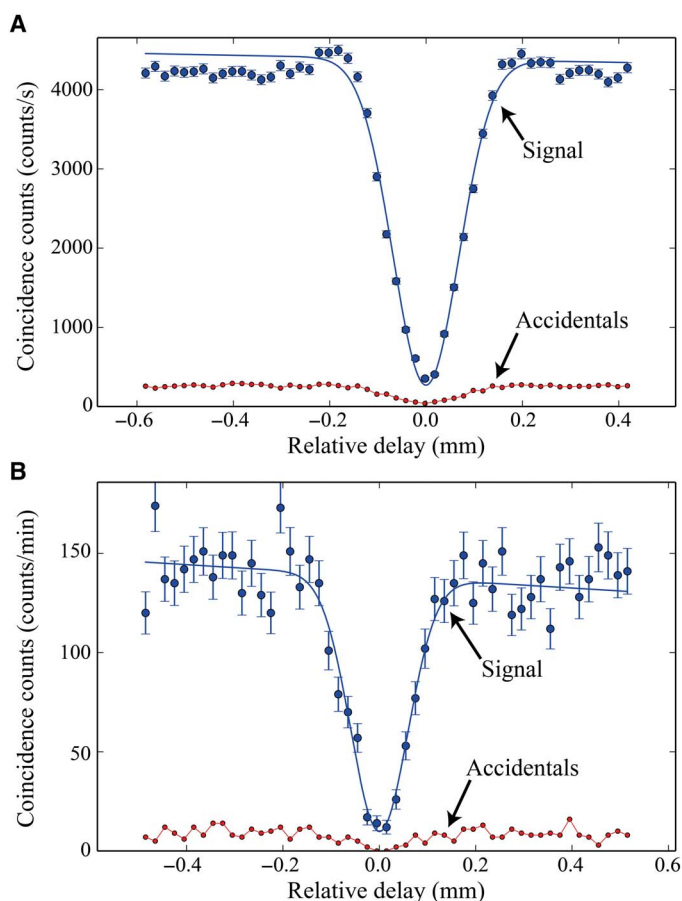 A
Coincidence counts (counts/s)
4000
3000
2000
1000
0
Signal
Accidentals
−0.6 −0.4 −0.2 0.0 0.2 0.4
Relative delay (mm)
B
Coincidence counts (counts/min)
150
100
50
0
Signal
Accidentals
−0.4 −0.2 0.0 0.2 0.4 0.6
Relative delay (mm)